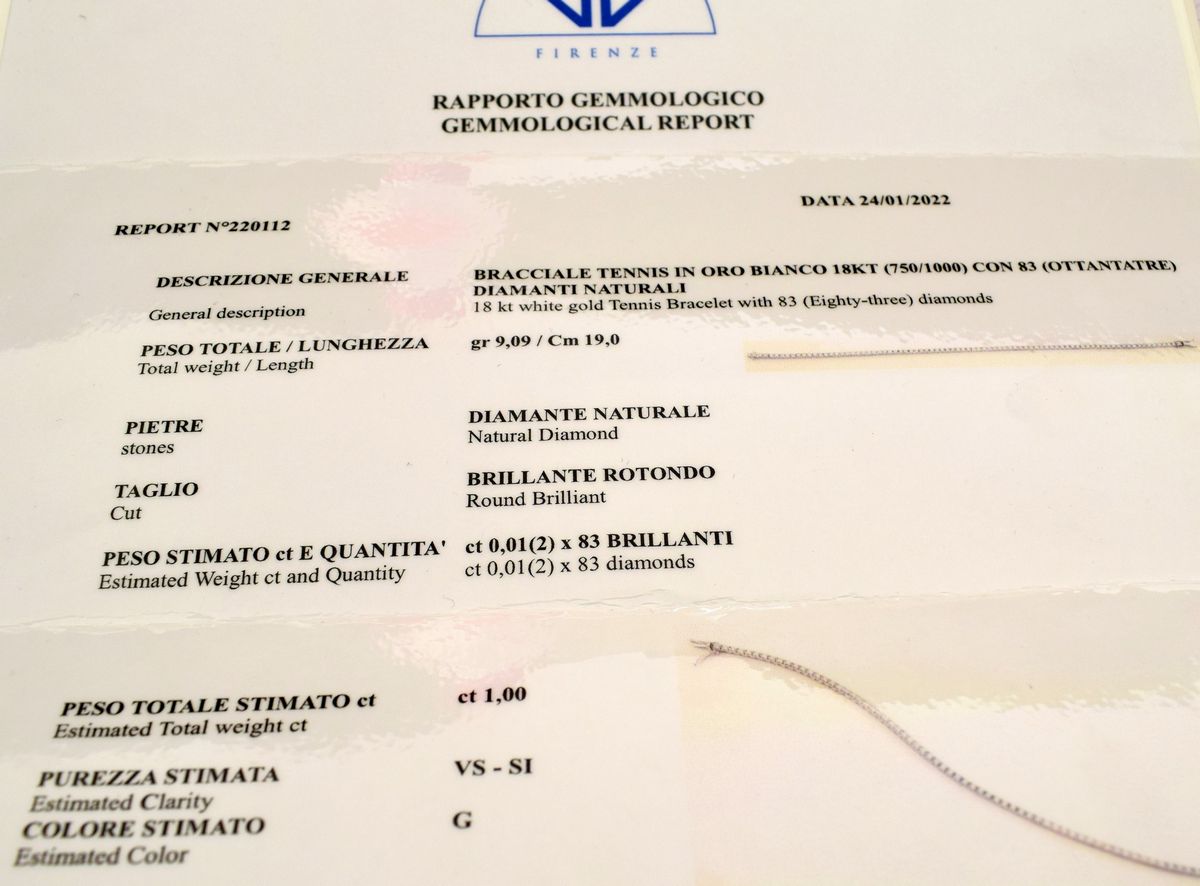 FIRENZE
RAPPORTO GEMMOLOGICO
GEMMOLOGICAL REPORT
DATA 24/01/2022
REPORT N°220112
DESCRIZIONE GENERALE
General description
BRACCIALE TENNIS IN ORO BIANCO 18KT (750/1000) CON 83 (OTTANTATRE)
DIAMANTI NATURALI
18 kt white gold Tennis Bracelet with 83 (Eighty-three) diamonds
PESO TOTALE / LUNGHEZZA
Total weight / Length
gr 9,09 / Cm 19,0
PIETRE
stones
DIAMANTE NATURALE
Natural Diamond
TAGLIO
Cut
BRILLANTE ROTONDO
Round Brilliant
PESO STIMATO ct E QUANTITA'
Estimated Weight ct and Quantity
ct 0,01(2) x 83 BRILLANTI
ct 0,01(2) x 83 diamonds
PESO TOTALE STIMATO ct
Estimated Total weight ct
ct 1,00
PUREZZA STIMATA
Estimated Clarity
VS - SI
COLORE STIMATO
Estimated Color
G